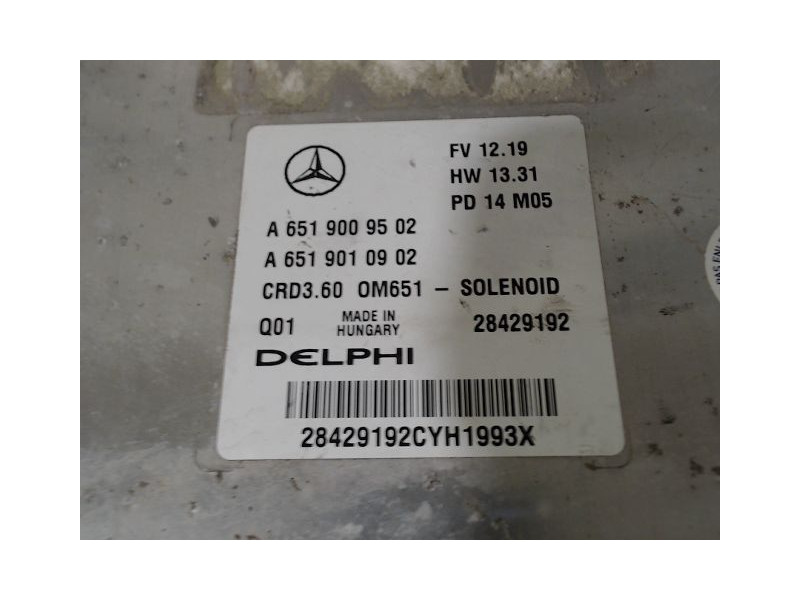 FV 12.19
HW 13.31
PD 14 M05
A 651 900 95 02
A 651 901 09 02
CRD3.60 OM651 - SOLENOID
Q01 MADE IN HUNGARY 28429192
DELPHI
28429192CYH1993X